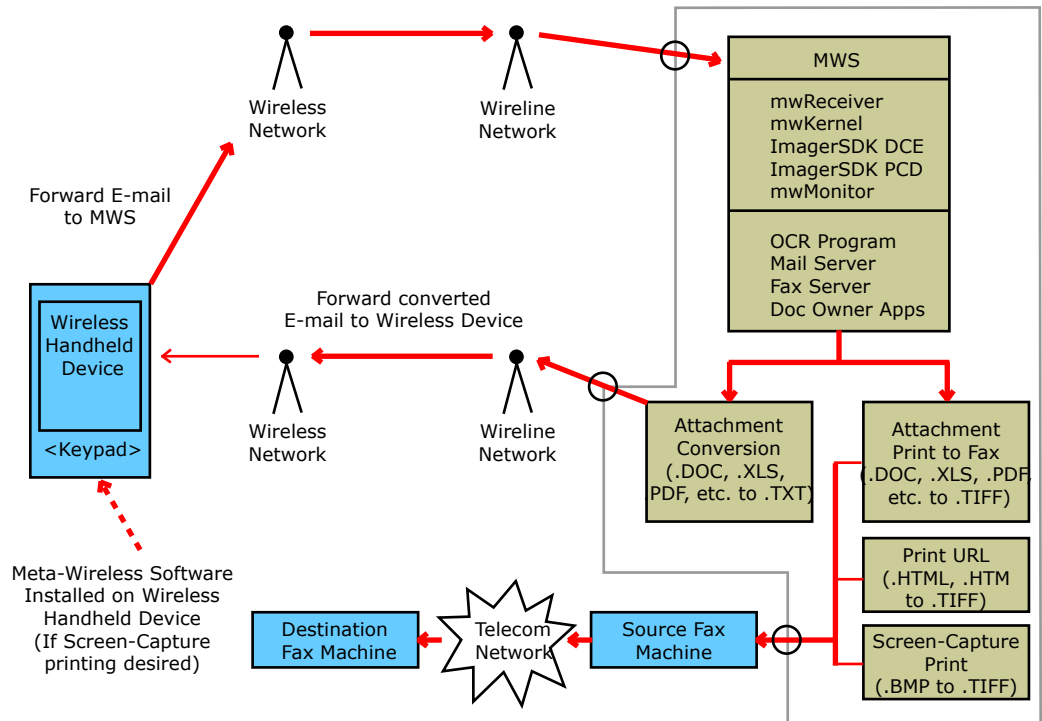 Wireless
Network
Wireline
Network
MWS
mwReceiver
mwKernel
ImagerSDK DCE
ImagerSDK PCD
mwMonitor
OCR Program
Mail Server
Fax Server
Doc Owner Apps
Forward E-mail
to MWS
Wireless
Handheld
Device
<Keypad>
Forward converted
E-mail to Wireless Device
Wireless
Network
Wireline
Network
Attachment
Conversion
(.DOC, .XLS,
.PDF, etc. to .TXT)
Attachment
Print to Fax
(.DOC, .XLS, .PDF,
etc. to .TIFF)
Print URL
(.HTML, .HTM
to .TIFF)
Screen-Capture
Print
(.BMP to .TIFF)
Meta-Wireless Software
Installed on Wireless
Handheld Device
(If Screen-Capture
printing desired)
Destination
Fax Machine
Telecom
Network
Source Fax
Machine